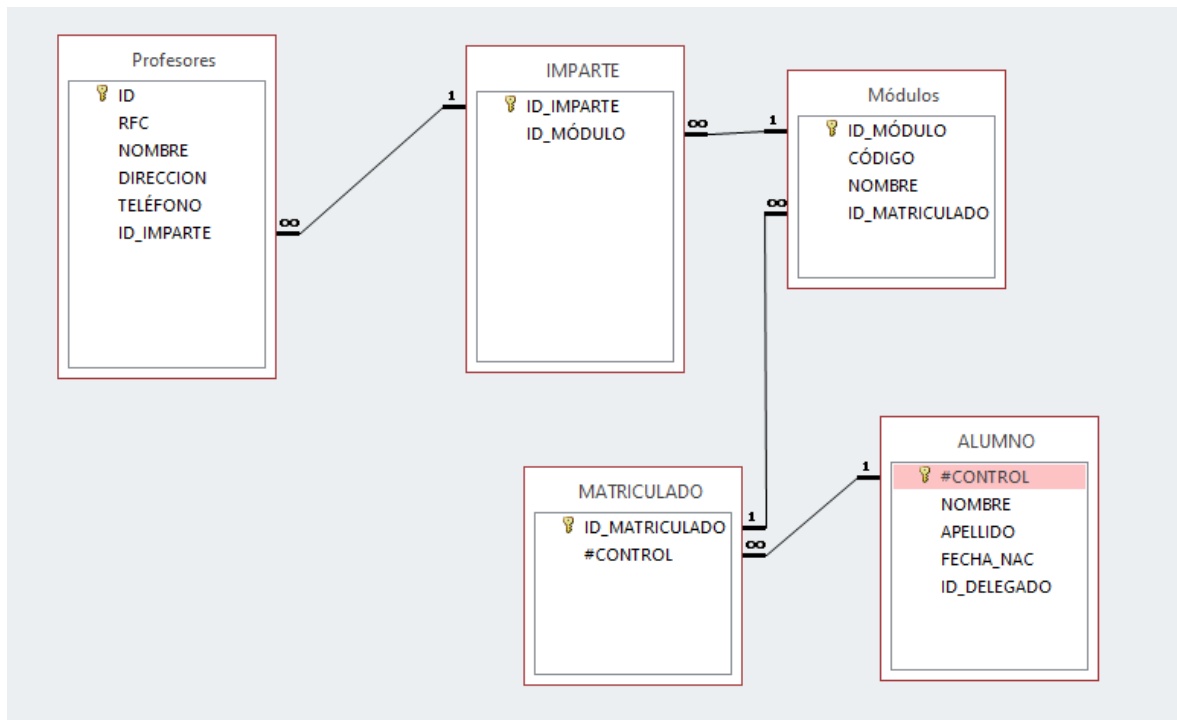 Profesores
ID
RFC
NOMBRE
DIRECCION
TELÉFONO
ID_IMPARTE
1
∞
IMPARTE
ID_IMPARTE
ID_MÓDULO
∞
1
Módulos
ID_MÓDULO
CÓDIGO
NOMBRE
ID_MATRICULADO
∞
MATRICULADO
ID_MATRICULADO
#CONTROL
1
∞
1
ALUMNO
#CONTROL
NOMBRE
APELLIDO
FECHA_NAC
ID_DELEGADO